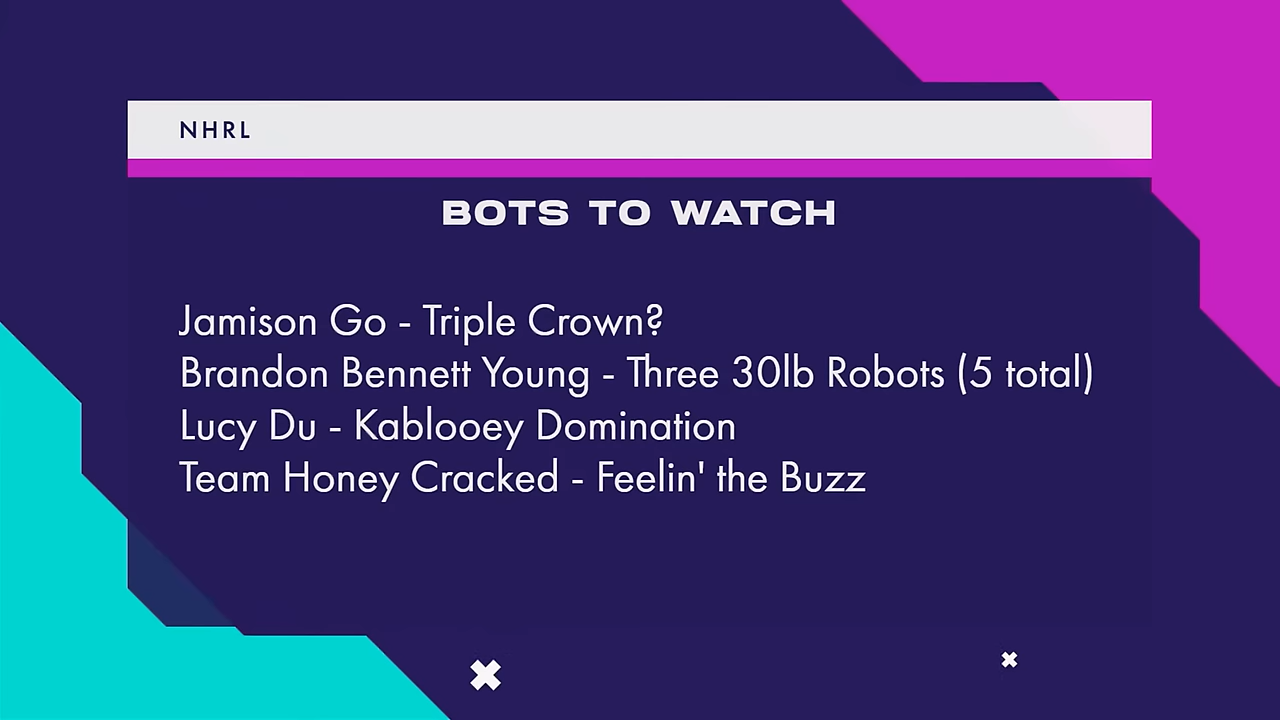 NHRL
BOTS TO WATCH
Jamison Go - Triple Crown?
Brandon Bennett Young - Three 30lb Robots (5 total)
Lucy Du - Kablooey Domination
Team Honey Cracked - Feelin' the Buzz